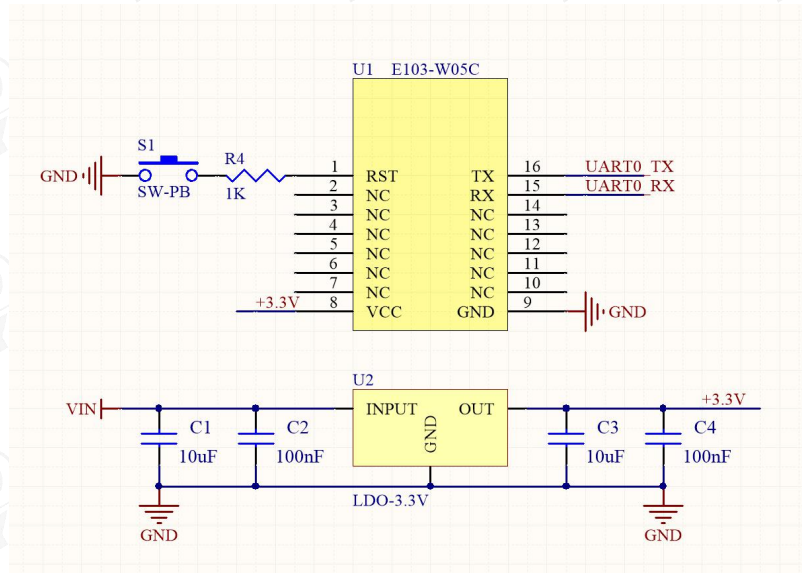 U1 E103-W05C
S1
R4
GND
SW-PB
1K
1 RST TX 16 UART0_TX
2 NC RX 15 UART0_RX
3 NC NC 14
4 NC NC 13
5 NC NC 12
6 NC NC 11
7 NC NC 10
+3.3V 8 VCC GND 9 GND
U2
VIN INPUT OUT +3.3V
GND
C1 C2 C3 C4
10uF 100nF 10uF 100nF
LDO-3.3V
GND GND